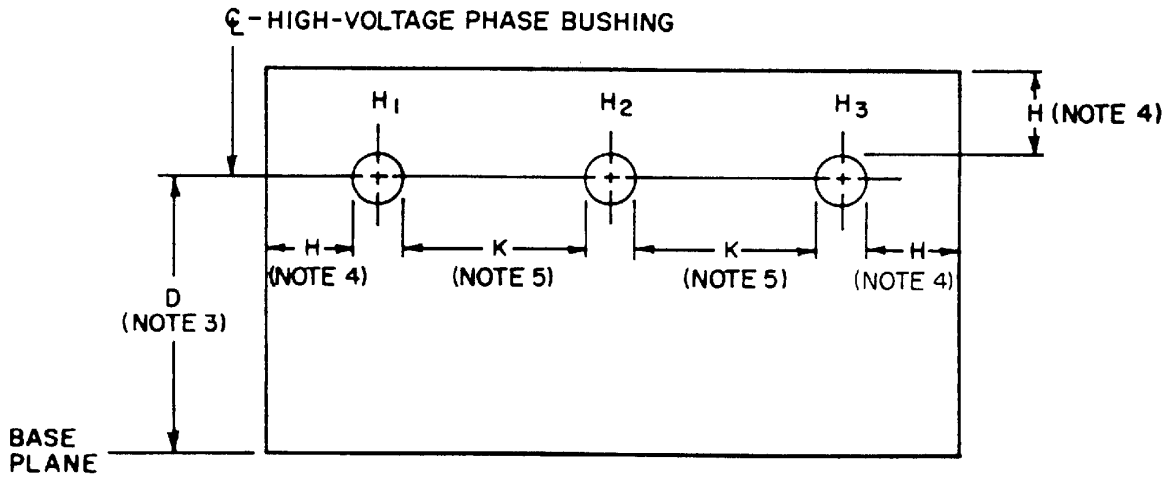 ℄-HIGH-VOLTAGE PHASE BUSHING
H1 H2 H3
H (NOTE 4)
H K K H
(NOTE 4) (NOTE 5) (NOTE 5) (NOTE 4)
D
(NOTE 3)
BASE
PLANE